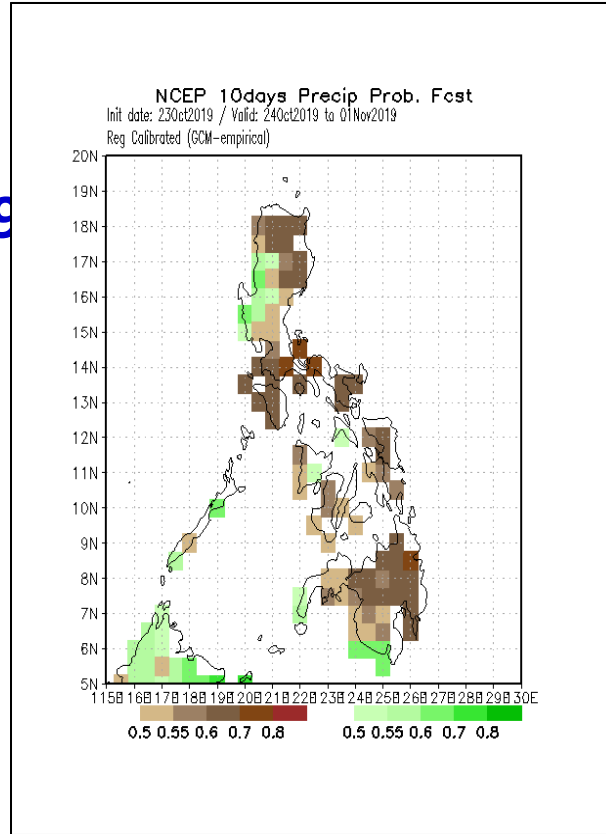 NCEP 10days Precip Prob. Fcst
Init date: 23Oct2019 / Valid: 24Oct2019 to 01Nov2019
Reg Calibrated (GCM-empirical)
20N
19N
18N
9
17N
16N
15N
14N
13N
12N
11N
10N
9N
8N
7N
6N
5N
115E 116E 117E 118E 119E 120E 121E 122E 123E 124E 125E 126E 127E 128E 129E 130E
0.5 0.55 0.6 0.7 0.8 0.5 0.55 0.6 0.7 0.8